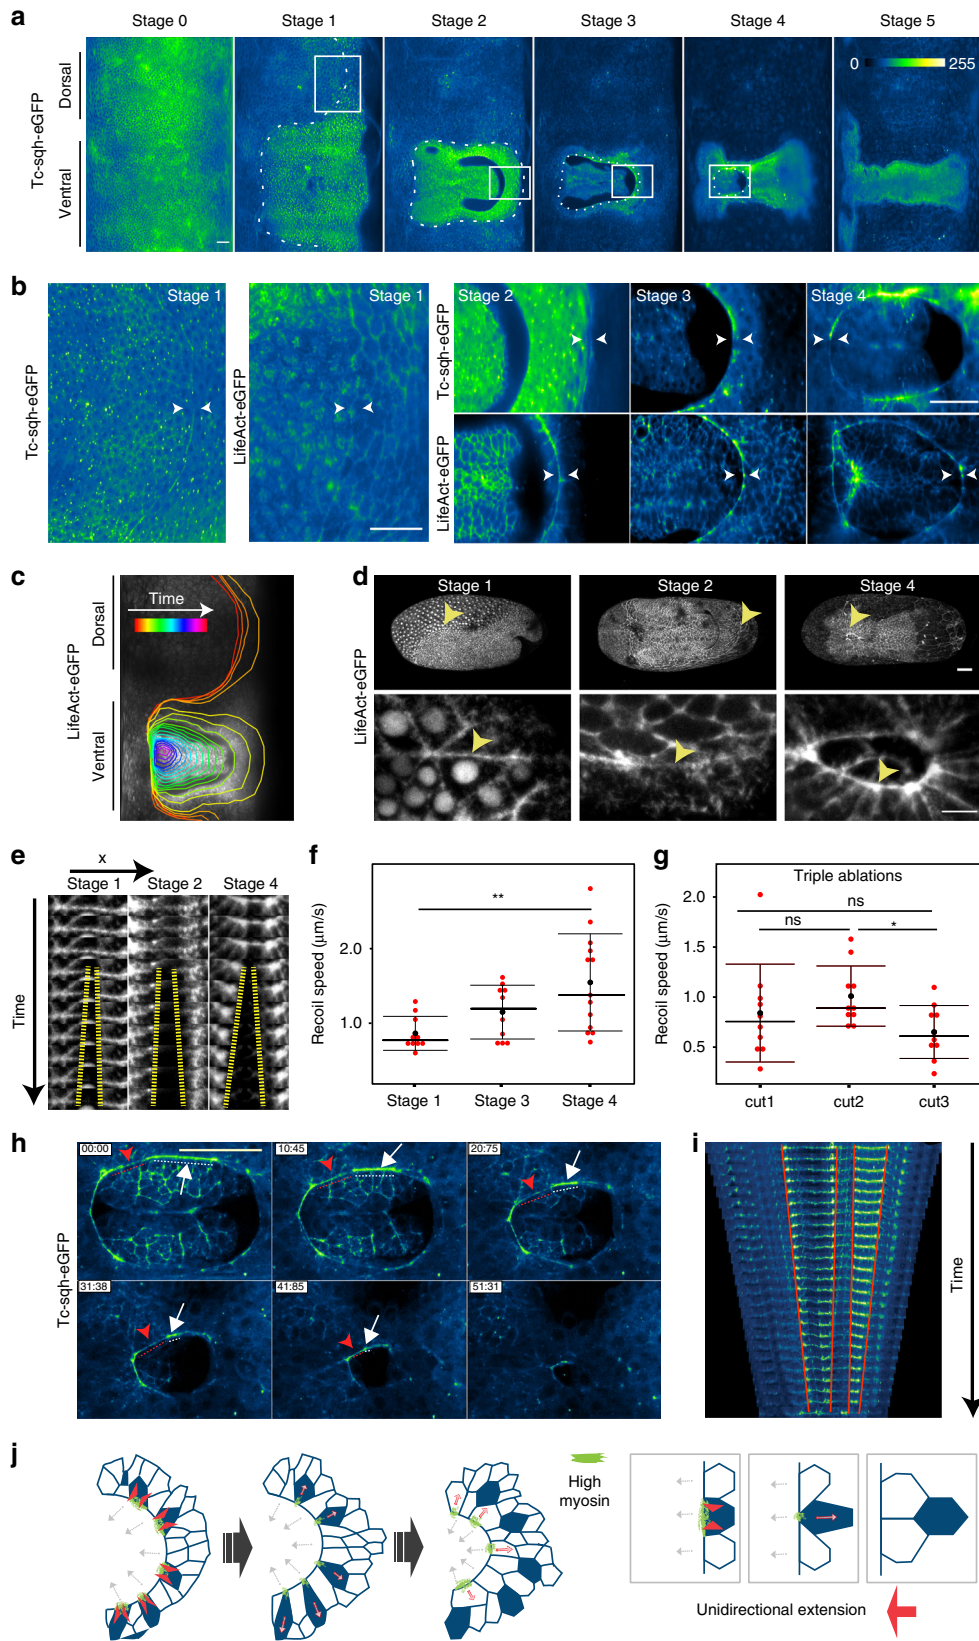 a
Stage 0 Stage 1 Stage 2 Stage 3 Stage 4 Stage 5
Tc-sqh-eGFP
Dorsal
Ventral
0 255
b
Tc-sqh-eGFP
Stage 1
LifeAct-eGFP
Stage 1
Stage 2 Stage 3 Stage 4
Tc-sqh-eGFP
LifeAct-eGFP
c
LifeAct-eGFP
Dorsal
Ventral
Time
d
LifeAct-eGFP
Stage 1 Stage 2 Stage 4
e
x
Stage 1 Stage 2 Stage 4
Time
f
Recoil speed (μm/s)
2.0
1.0
**
Stage 1 Stage 3 Stage 4
g
Triple ablations
Recoil speed (μm/s)
2.0
1.5
1.0
0.5
ns
ns
*
cut1 cut2 cut3
h
Tc-sqh-eGFP
00:00 10:45 20:75
31:38 41:85 51:31
i
Time
j
High
myosin
Unidirectional extension